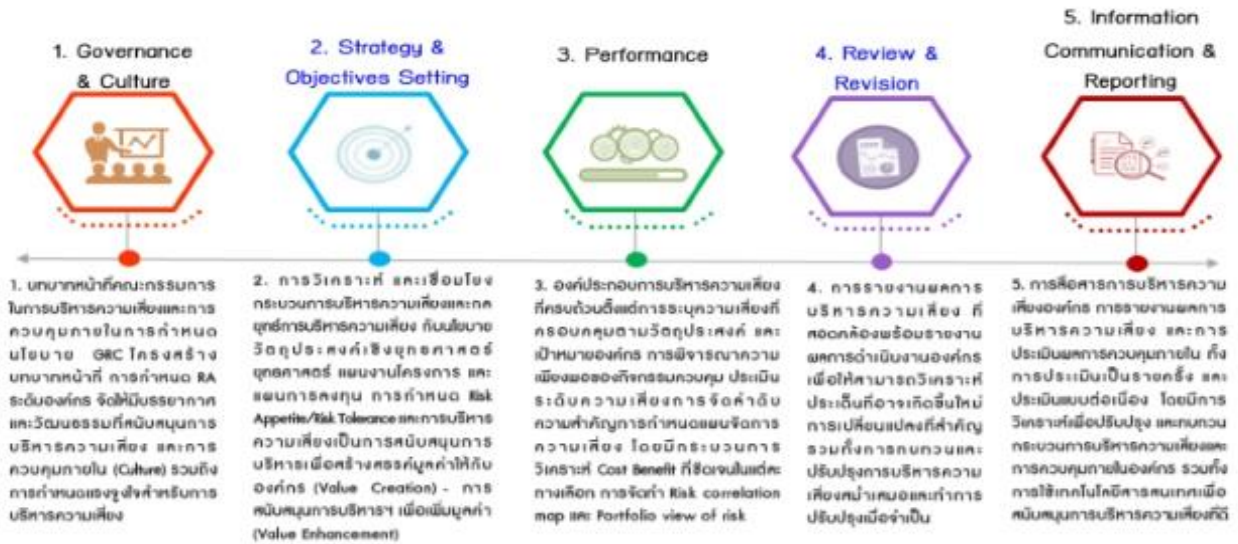 1. Governance
& Culture
2. Strategy &
Objectives Setting
3. Performance
4. Review &
Revision
5. Information
Communication &
Reporting
1. บทบาทหน้าที่คณะกรรมการ
ในการบริหารความเสี่ยงและการ
ควบคุมภายในการกำหนด
นโยบาย GRC โครงสร้าง
บทบาทหน้าที่ การกำหนด RA
ระดับองค์กร จัดให้มีบรรยากาศ
และวัฒนธรรมที่สนับสนุนการ
บริหารความเสี่ยง และการ
ควบคุมภายใน (Culture) รวมถึง
การกำหนดแรงจูงใจสำหรับการ
บริหารความเสี่ยง
2. การวิเคราะห์ และเชื่อมโยง
กระบวนการบริหารความเสี่ยงและกล
ยุทธ์การบริหารความเสี่ยง กับนโยบาย
วัตถุประสงค์เชิงยุทธศาสตร์
ยุทธศาสตร์ แผนงานโครงการ และ
แผนการลงทุน การกำหนด Risk
Appetite/Risk Tolerance และการบริหาร
ความเสี่ยงเป็นการสนับสนุนการ
บริหารเพื่อสร้างสรรค์มูลค่าให้กับ
องค์กร (Value Creation) - การ
สนับสนุนการบริหารฯ เพื่อเพิ่มมูลค่า
(Value Enhancement)
3. องค์ประกอบการบริหารความเสี่ยง
ที่ครบถ้วนตั้งแต่การระบุความเสี่ยงที่
ครอบคลุมตามวัตถุประสงค์ และ
เป้าหมายองค์กร การพิจารณาความ
เพียงพอของกิจกรรมควบคุม ประเมิน
ระดับความเสี่ยงการจัดลำดับ
ความสำคัญการกำหนดแผนจัดการ
ความเสี่ยง โดยมีกระบวนการ
วิเคราะห์ Cost Benefit ที่ชัดเจนในแต่ละ
ทางเลือก การจัดทำ Risk correlation
map และ Portfolio view of risk
4. การรายงานผลการ
บริหารความเสี่ยง ที่
สอดคล้องพร้อมรายงาน
ผลการดำเนินงานองค์กร
เพื่อให้สามารถวิเคราะห์
ประเด็นที่อาจเกิดขึ้นใหม่
การเปลี่ยนแปลงที่สำคัญ
รวมทั้งการทบทวนและ
ปรับปรุงการบริหารความ
เสี่ยงสม่ำเสมอและทำการ
ปรับปรุงเมื่อจำเป็น
5. การสื่อสารการบริหารความ
เสี่ยงองค์กร การรายงานผลการ
บริหารความเสี่ยง และการ
ประเมินผลการควบคุมภายใน ทั้ง
การประเมินเป็นรายครั้ง และ
ประเมินแบบต่อเนื่อง โดยมีการ
วิเคราะห์เพื่อปรับปรุง และทบทวน
กระบวนการบริหารความเสี่ยงและ
การควบคุมภายในองค์กร รวมทั้ง
การใช้เทคโนโลยีสารสนเทศเพื่อ
สนับสนุนการบริหารความเสี่ยงที่ดี